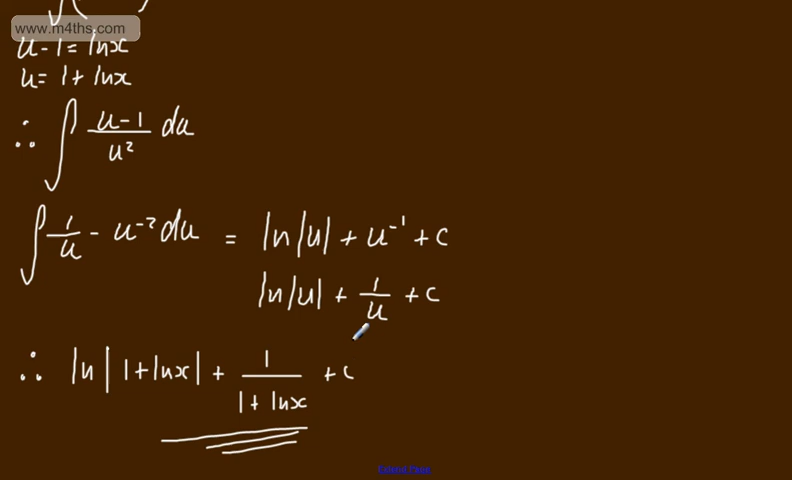 www.m4ths.com
u - 1 = lnx
u = 1 + lnx
∴ ∫ (u-1)/u² du
∫ 1/u - u⁻² du = ln|u| + u⁻¹ + c
ln|u| + 1/u + c
∴ ln|1+lnx| + 1/(1+lnx) + c